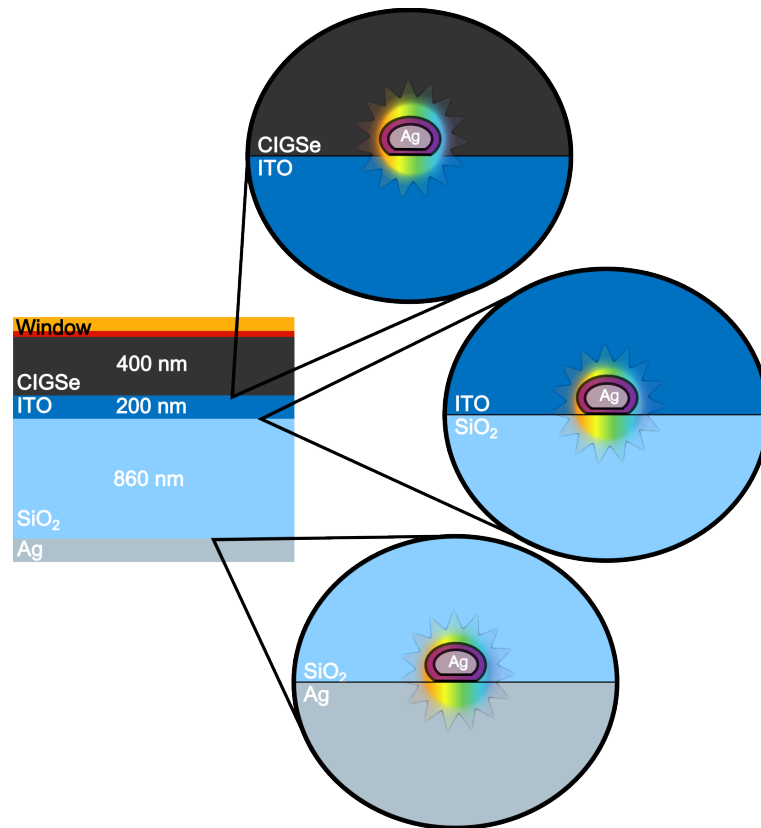 Ag
CIGSe
ITO
Window
400 nm
CIGSe
ITO
200 nm
860 nm
SiO₂
Ag
Ag
ITO
SiO₂
Ag
SiO₂
Ag